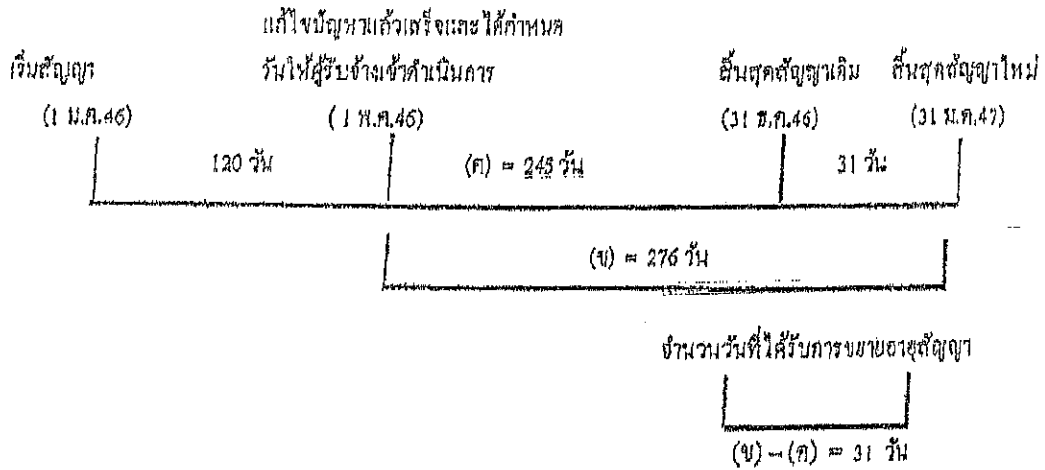 แก้ไขปัญหาแล้วเสร็จและได้กำหนด
เริ่มสัญญา วันให้ผู้รับจ้างเข้าดำเนินการ สิ้นสุดสัญญาเดิม สิ้นสุดสัญญาใหม่
(1 ม.ค.46) (1 พ.ค.46) (31 ธ.ค.46) (31 ม.ค.47)
120 วัน (ค) = 245 วัน 31 วัน
(ข) = 276 วัน
จำนวนวันที่ได้รับการขยายอายุสัญญา
(ข) - (ค) = 31 วัน